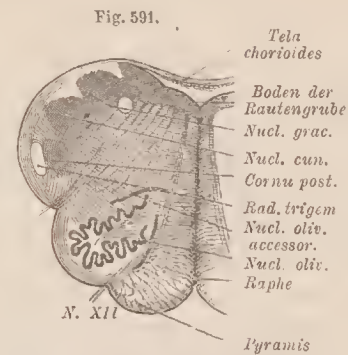 Fig. 591.
Tela
chorioides
Boden der
Rautengrube
Nucl. grac.
Nucl. cun.
Cornu post.
Rad. trigem
Nucl. oliv.
accessor.
Nucl. oliv.
Raphe
N. XII
Pyramis